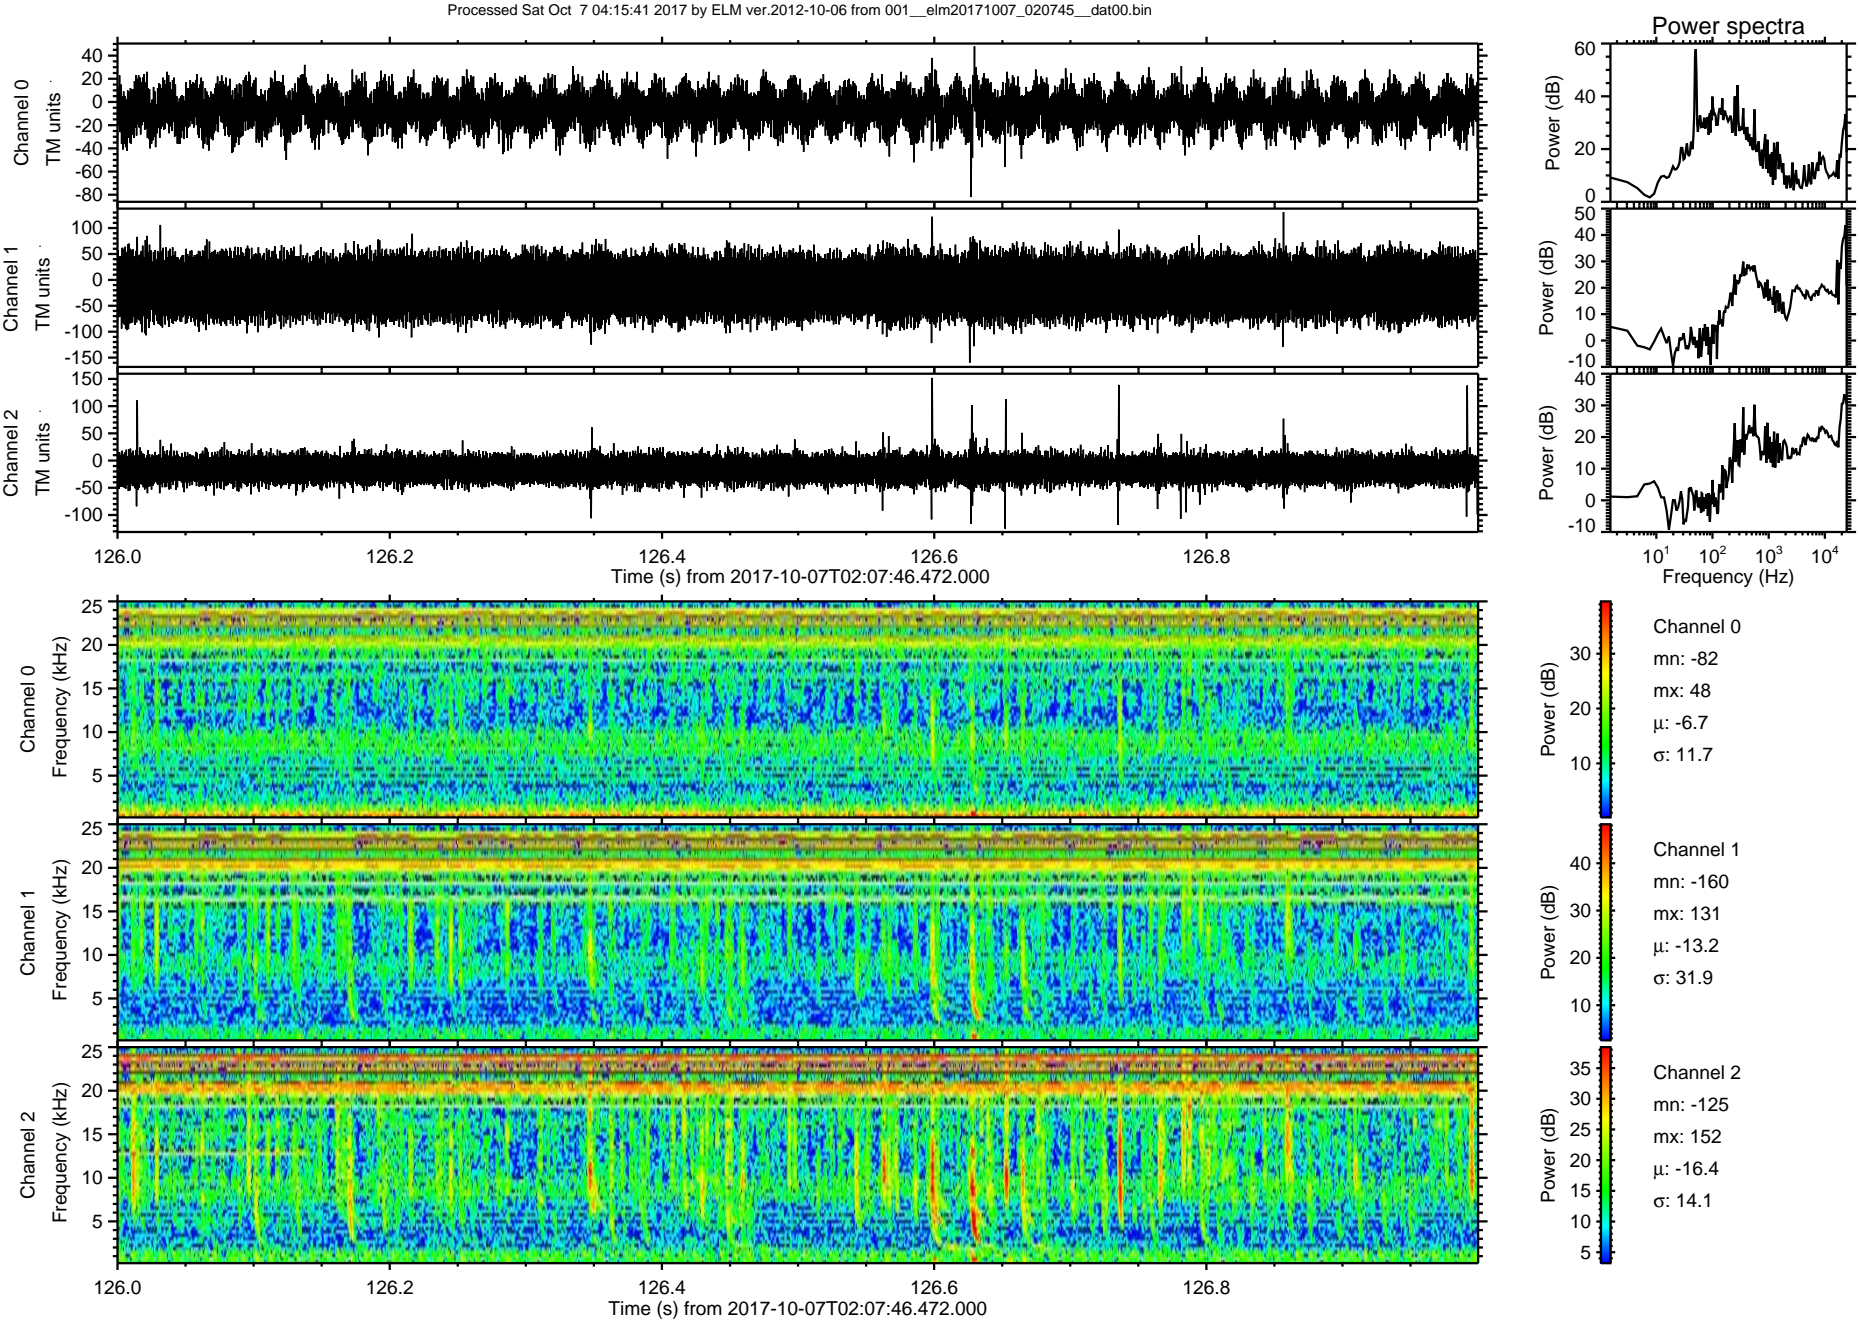 Processed Sat Oct  7 04:15:41 2017 by ELM ver.2012-10-06 from 001__elm20171007_020745__dat00.bin
Power spectra
Channel 0
TM units
40
20
0
-20
-40
-60
-80
Power (dB)
60
40
20
0
Channel 1
TM units
100
50
0
-50
-100
-150
Power (dB)
50
40
30
20
10
0
-10
Channel 2
TM units
150
100
50
0
-50
-100
Power (dB)
40
30
20
10
0
-10
126.0 126.2 126.4 126.6 126.8
Time (s) from 2017-10-07T02:07:46.472.000
10¹ 10² 10³ 10⁴
Frequency (Hz)
Channel 0
Frequency (kHz)
25
20
15
10
5
Power (dB)
30
20
10
Channel 0
mn: -82
mx: 48
μ: -6.7
σ: 11.7
Channel 1
Frequency (kHz)
25
20
15
10
5
Power (dB)
40
30
20
10
Channel 1
mn: -160
mx: 131
μ: -13.2
σ: 31.9
Channel 2
Frequency (kHz)
25
20
15
10
5
Power (dB)
35
30
25
20
15
10
5
Channel 2
mn: -125
mx: 152
μ: -16.4
σ: 14.1
126.0 126.2 126.4 126.6 126.8
Time (s) from 2017-10-07T02:07:46.472.000